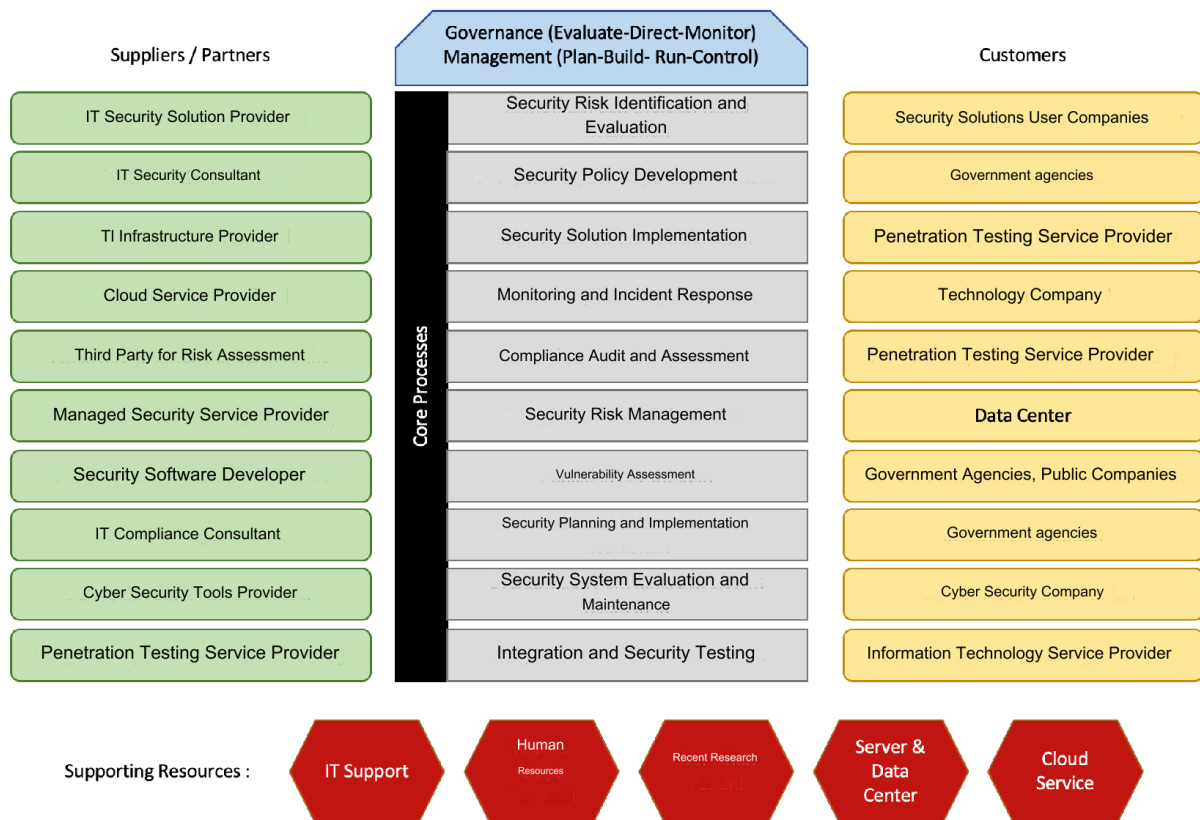 Suppliers / Partners
IT Security Solution Provider
IT Security Consultant
TI Infrastructure Provider
Cloud Service Provider
Third Party for Risk Assessment
Managed Security Service Provider
Security Software Developer
IT Compliance Consultant
Cyber Security Tools Provider
Penetration Testing Service Provider
Governance (Evaluate-Direct-Monitor)
Management (Plan-Build- Run-Control)
Core Processes
Security Risk Identification and
Evaluation
Security Policy Development
Security Solution Implementation
Monitoring and Incident Response
Compliance Audit and Assessment
Security Risk Management
Vulnerability Assessment
Security Planning and Implementation
Security System Evaluation and
Maintenance
Integration and Security Testing
Customers
Security Solutions User Companies
Government agencies
Penetration Testing Service Provider
Technology Company
Penetration Testing Service Provider
Data Center
Government Agencies, Public Companies
Government agencies
Cyber Security Company
Information Technology Service Provider
Supporting Resources :
IT Support
Human
Resources
Recent Research
Server &
Data
Center
Cloud
Service